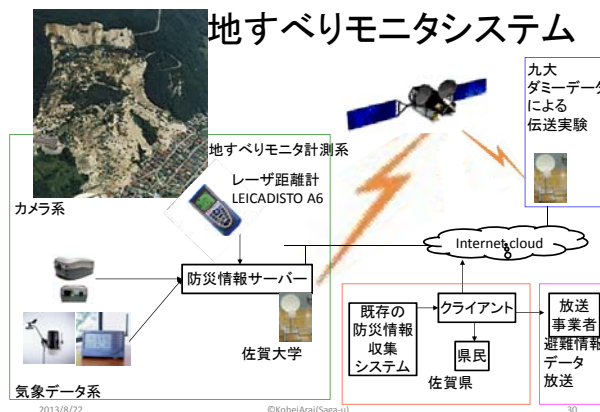 地すべりモニタシステム
九大
ダミーデータ
による
伝送実験
地すべりモニタ計測系
レーザ距離計
LEICADISTO A6
カメラ系
Internet cloud
防災情報サーバー
佐賀大学
気象データ系
既存の
防災情報
収集
システム
クライアント
県民
佐賀県
放送
事業者
避難情報
データ
放送
2013/8/22
©KoheiArai(Saga-u)
30